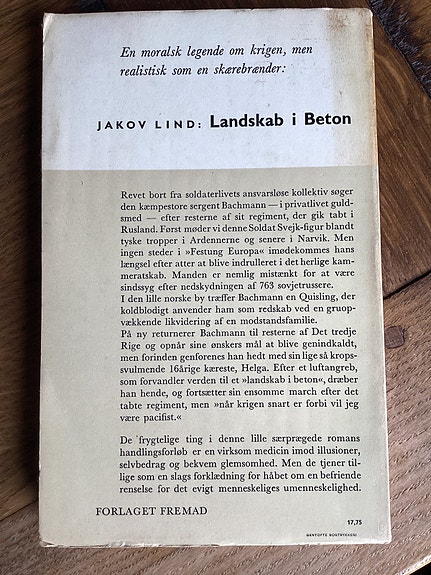 En moralsk legende om krigen, men
realistisk som en skærebrænder:
JAKOV LIND: Landskab i Beton
Revet bort fra soldaterlivets ansvarsløse kollektiv søger
den kæmpestore sergent Bachmann — i privatlivet guld-
smed — efter resterne af sit regiment, der gik tabt i
Rusland. Først møder vi denne Soldat Svejk-figur blandt
tyske tropper i Ardennerne og senere i Narvik. Men
ingen steder i »Festung Europa« imødekommes hans
længsel efter atter at blive indrulleret i det herlige kam-
meratskab. Manden er nemlig mistænkt for at være
sindssyg efter nedskydningen af 763 sovjetrussere.
I den lille norske by træffer Bachmann en Quisling, der
koldblodigt anvender ham som redskab ved en gruop-
vækkende likvidering af en modstandsfamilie.
På ny returnerer Bachmann til resterne af Det tredje
Rige og opnår sine ønskers mål at blive genindkaldt,
men forinden genforenes han hedt med sin lige så krops-
svulmende 16årige kæreste, Helga. Efter et luftangreb,
som forvandler verden til et »landskab i beton«, dræber
han hende, og fortsætter sin ensomme march efter det
tabte regiment, men »når krigen snart er forbi vil jeg
være pacifist.«
De frygtelige ting i denne lille særprægede romans
handlingsforløb er en virksom medicin imod illusioner,
selvbedrag og bekvem glemsomhed. Men de tjener til-
lige som en slags forklædning for håbet om en befriende
renselse for det evigt menneskeliges umenneskelighed.
FORLAGET FREMAD
17,75
GENTOFTE BOGTRYKKERI